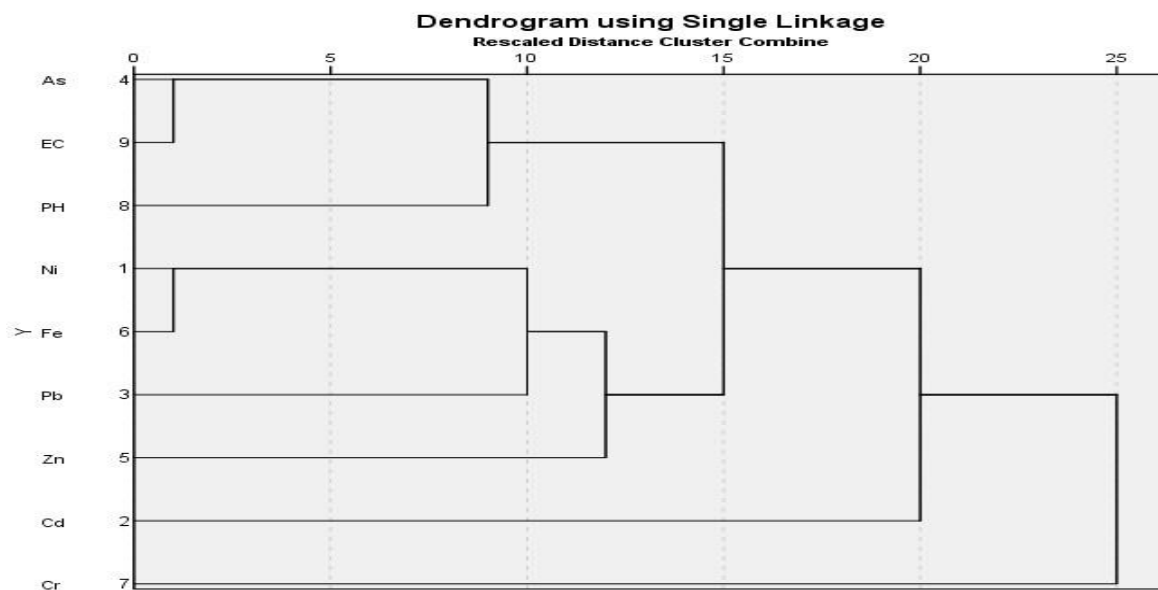 Dendrogram using Single Linkage
Rescaled Distance Cluster Combine
0 5 10 15 20 25
As 4
EC 9
PH 8
Ni 1
Y
Fe 6
Pb 3
Zn 5
Cd 2
Cr 7